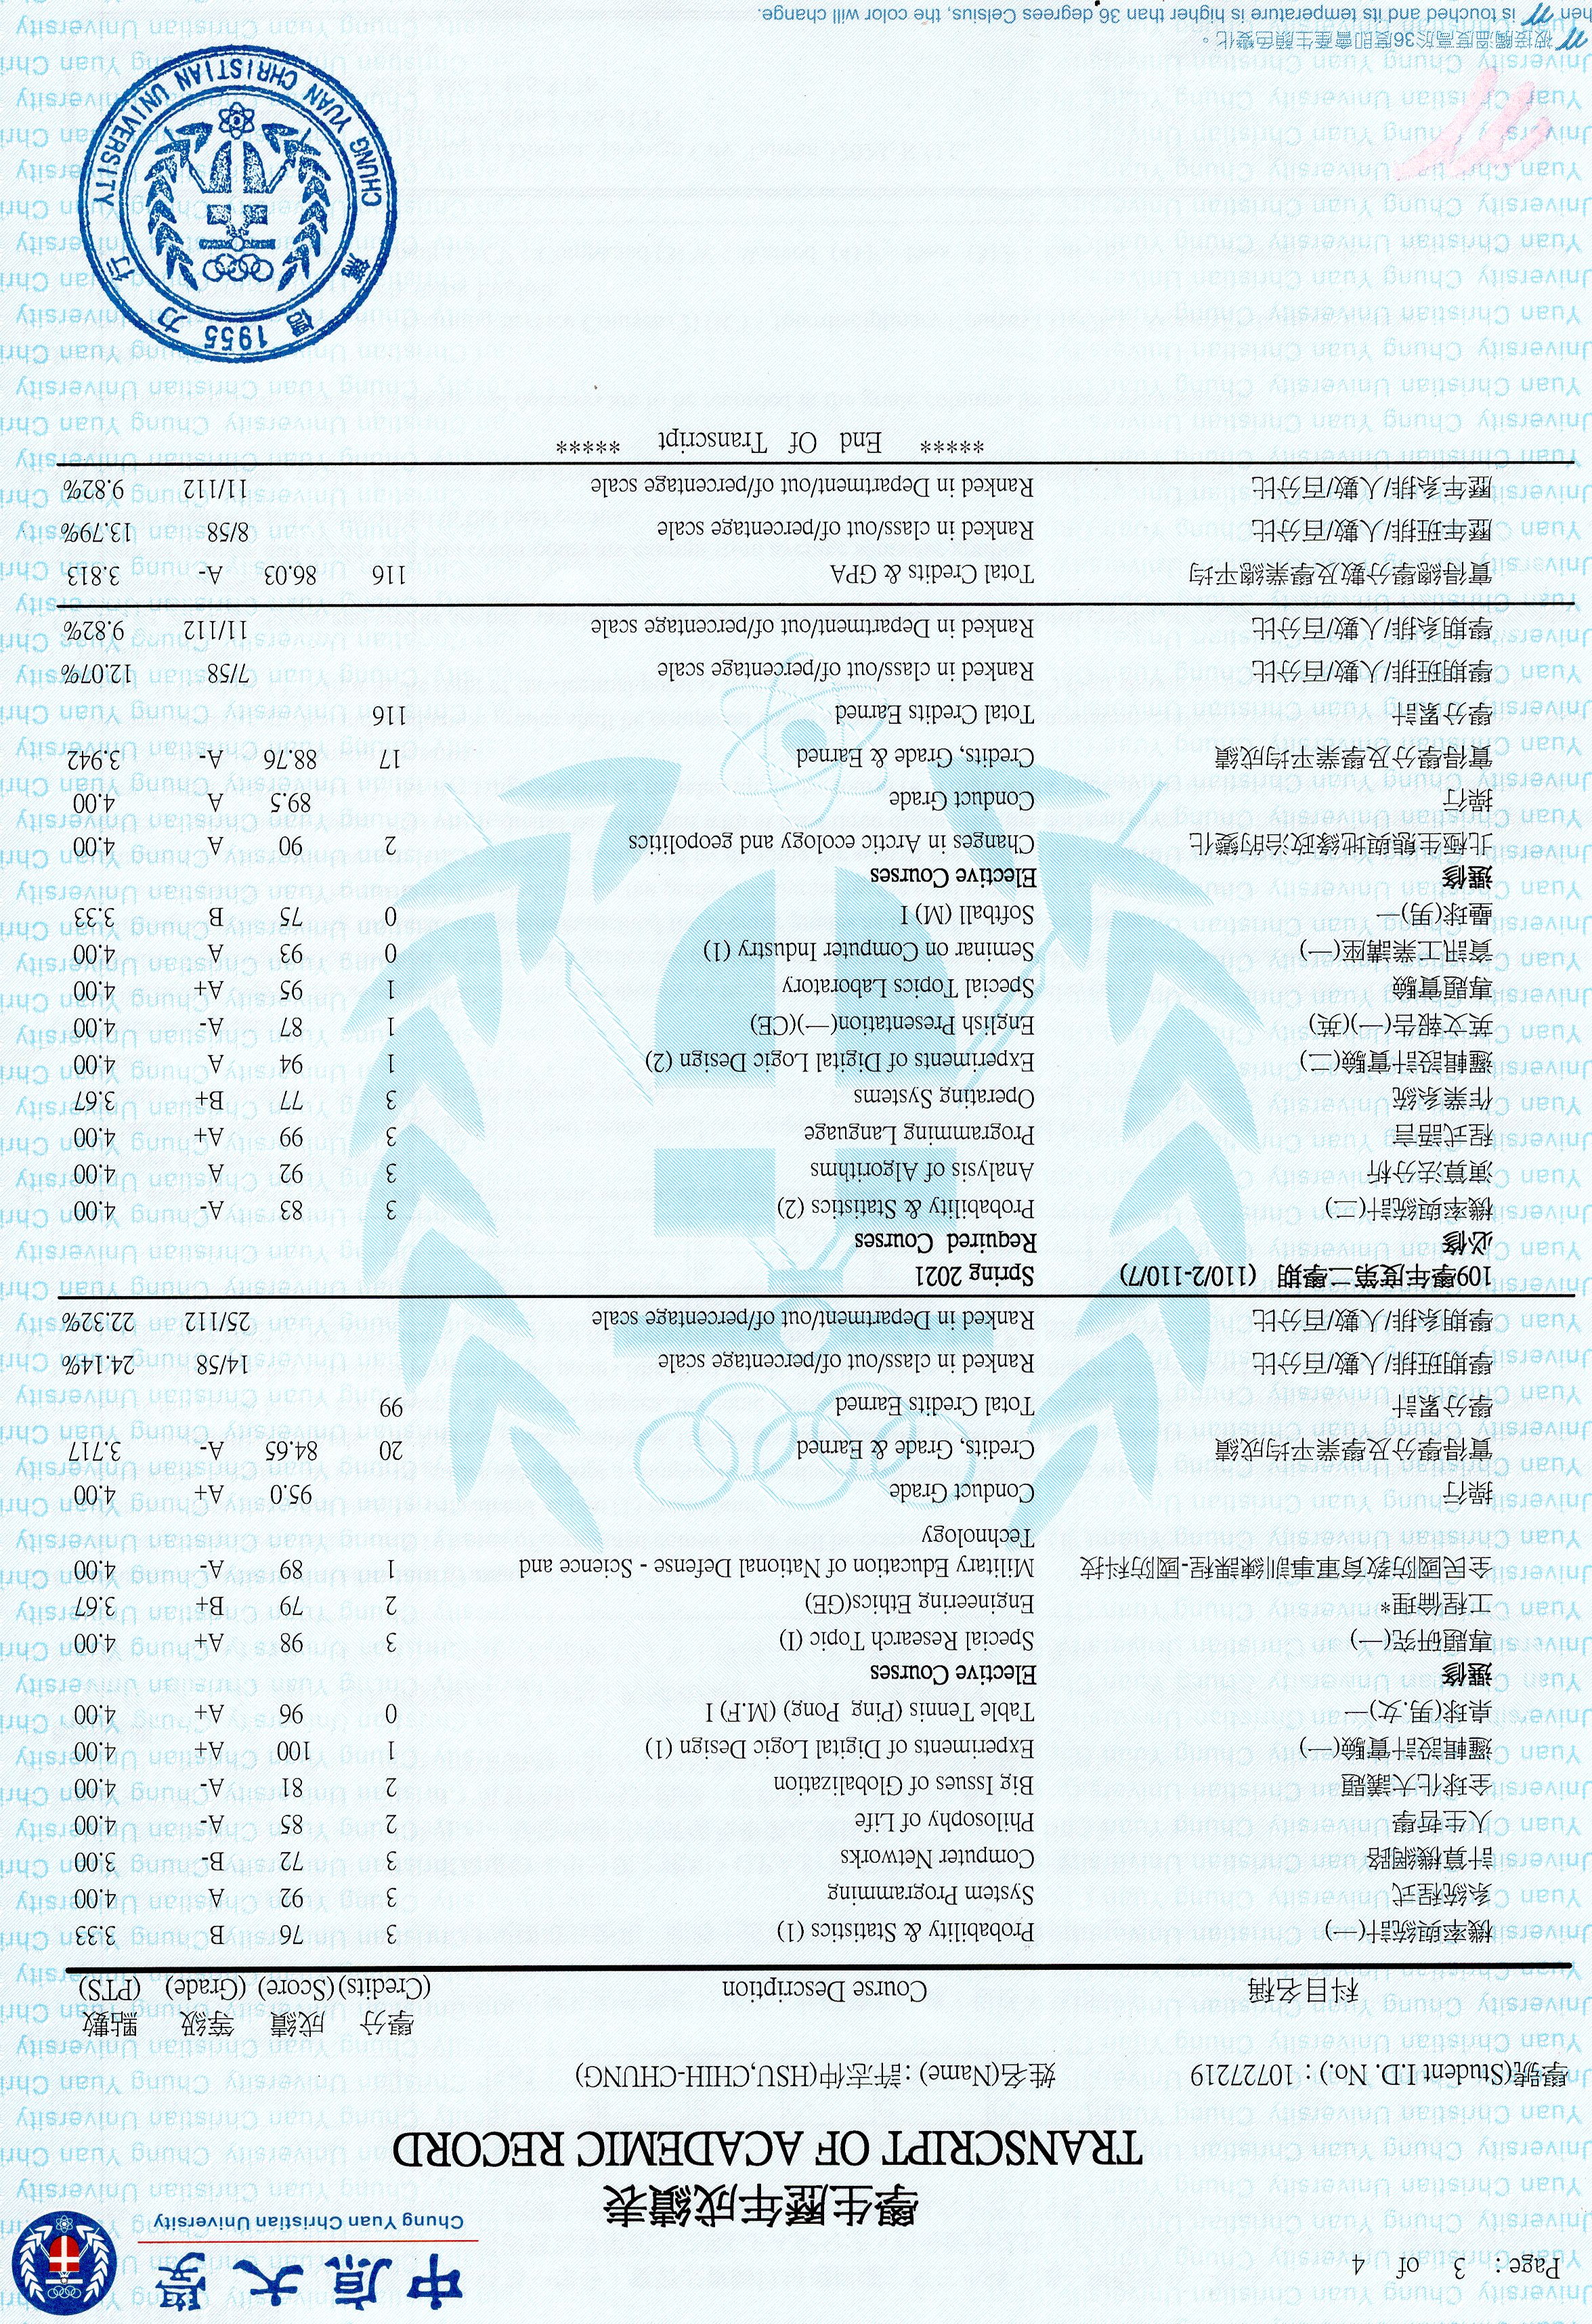 Page : 3 of 4
中原大學
Chung Yuan Christian University
學生歷年成績表
TRANSCRIPT OF ACADEMIC RECORD
學號(Student I.D. No.) : 10727219 姓名(Name) :許志仲(HSU,CHIH-CHUNG)
學分 成績 等級 點數
科目名稱 Course Description (Credits) (Score) (Grade) (PTS)
機率與統計(一) Probability & Statistics (1) 3 76 B 3.33
系統程式 System Programming 3 92 A 4.00
計算機網路 Computer Networks 3 72 B- 3.00
人生哲學 Philosophy of Life 2 85 A- 4.00
全球化大議題 Big Issues of Globalization 2 81 A- 4.00
邏輯設計實驗(一) Experiments of Digital Logic Design (1) 1 100 A+ 4.00
桌球(男.女)一 Table Tennis (Ping Pong) (M.F) I 0 96 A+ 4.00
選修 Elective Courses
專題研究(一) Special Research Topic (I) 3 98 A+ 4.00
工程倫理* Engineering Ethics(GE) 2 79 B+ 3.67
全民國防教育軍事訓練課程-國防科技 Military Education of National Defense - Science and 1 89 A- 4.00
Technology
操行 Conduct Grade 95.0 A+ 4.00
實得學分及學業平均成績 Credits, Grade & Earned 20 84.65 A- 3.717
學分累計 Total Credits Earned 99
學期班排/人數/百分比 Ranked in class/out of/percentage scale 14/58 24.14%
學期系排/人數/百分比 Ranked in Department/out of/percentage scale 25/112 22.32%
109學年度第二學期 (110/2-110/7) Spring 2021
必修 Required Courses
機率與統計(二) Probability & Statistics (2) 3 83 A- 4.00
演算法分析 Analysis of Algorithms 3 92 A 4.00
程式語言 Programming Language 3 99 A+ 4.00
作業系統 Operating Systems 3 77 B+ 3.67
邏輯設計實驗(二) Experiments of Digital Logic Design (2) 1 94 A 4.00
英文報告(一)(英) English Presentation(一)(CE) 1 87 A- 4.00
專題實驗 Special Topics Laboratory 1 95 A+ 4.00
資訊工業講座(一) Seminar on Computer Industry (1) 0 93 A 4.00
壘球(男)一 Softball (M) I 0 75 B 3.33
選修 Elective Courses
北極生態與地緣政治的變化 Changes in Arctic ecology and geopolitics 2 90 A 4.00
操行 Conduct Grade 89.5 A 4.00
實得學分及學業平均成績 Credits, Grade & Earned 17 88.76 A- 3.942
學分累計 Total Credits Earned 116
學期班排/人數/百分比 Ranked in class/out of/percentage scale 7/58 12.07%
學期系排/人數/百分比 Ranked in Department/out of/percentage scale 11/112 9.82%
實得總學分數及學業總平均 Total Credits & GPA 116 86.03 A- 3.813
歷年班排/人數/百分比 Ranked in class/out of/percentage scale 8/58 13.79%
歷年系排/人數/百分比 Ranked in Department/out of/percentage scale 11/112 9.82%
***** End Of Transcript *****
篤信 1955 力行
CHUNG YUAN CHRISTIAN UNIVERSITY
被接觸溫度高於36度即會產生顏色變化。
hen is touched and its temperature is higher than 36 degrees Celsius, the color will change.